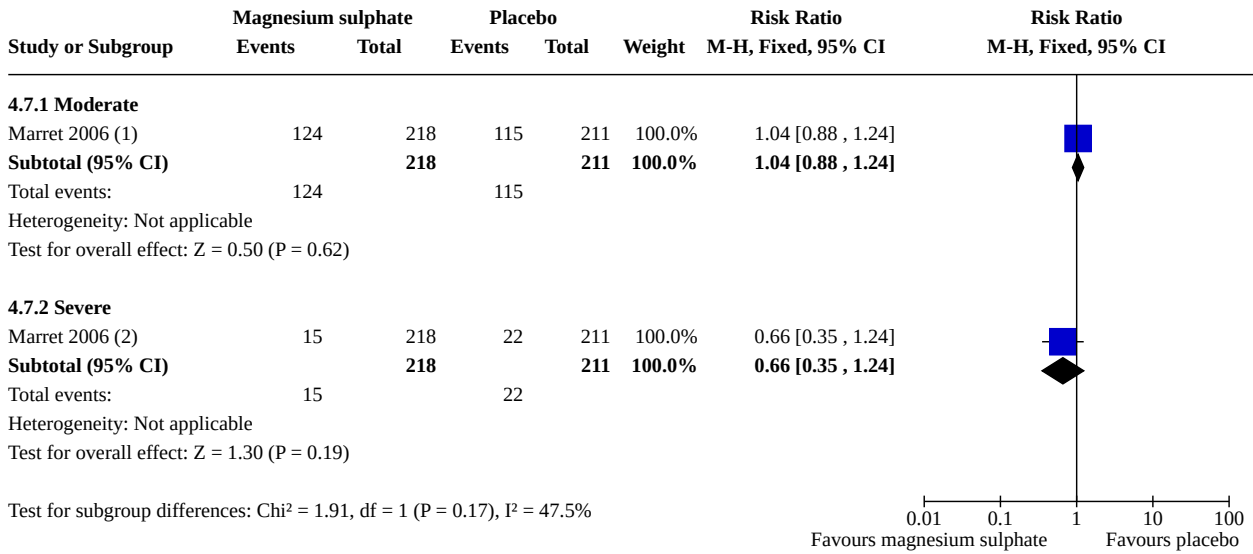 Magnesium sulphate Placebo Risk Ratio Risk Ratio
Study or Subgroup Events Total Events Total Weight M-H, Fixed, 95% CI M-H, Fixed, 95% CI
4.7.1 Moderate
Marret 2006 (1) 124 218 115 211 100.0% 1.04 [0.88 , 1.24]
Subtotal (95% CI) 218 211 100.0% 1.04 [0.88 , 1.24]
Total events: 124 115
Heterogeneity: Not applicable
Test for overall effect: Z = 0.50 (P = 0.62)
4.7.2 Severe
Marret 2006 (2) 15 218 22 211 100.0% 0.66 [0.35 , 1.24]
Subtotal (95% CI) 218 211 100.0% 0.66 [0.35 , 1.24]
Total events: 15 22
Heterogeneity: Not applicable
Test for overall effect: Z = 1.30 (P = 0.19)
Test for subgroup differences: Chi² = 1.91, df = 1 (P = 0.17), I² = 47.5%
0.01 0.1 1 10 100
Favours magnesium sulphate Favours placebo